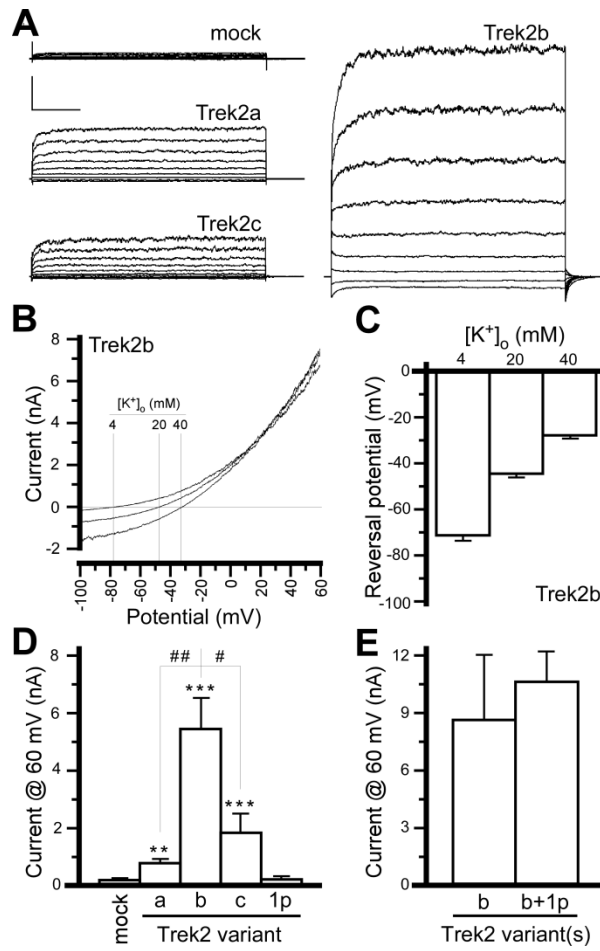 A
mock
Trek2a
Trek2c
Trek2b
B
Trek2b
[K+]o (mM)
4 20 40
Current (nA)
8
6
4
2
0
-2
-100 -80 -60 -40 -20 0 20 40 60
Potential (mV)
C
[K+]o (mM)
4 20 40
Reversal potential (mV)
0
-20
-40
-60
-80
-100
Trek2b
D
Current @ 60 mV (nA)
8
6
4
2
0
## #
***
***
**
mock a b c 1p
Trek2 variant
E
Current @ 60 mV (nA)
12
9
6
3
0
b b+1p
Trek2 variant(s)